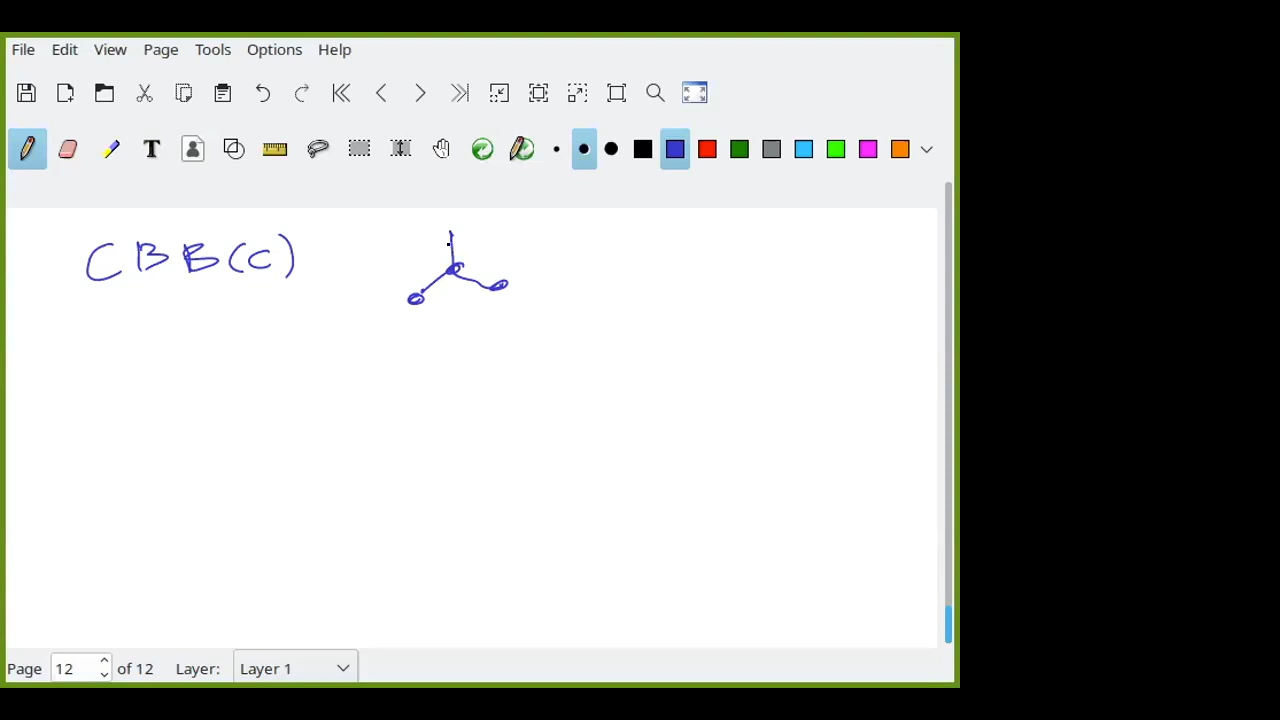 File Edit View Page Tools Options Help
T
CBB(C)
Page 12 of 12 Layer: Layer 1